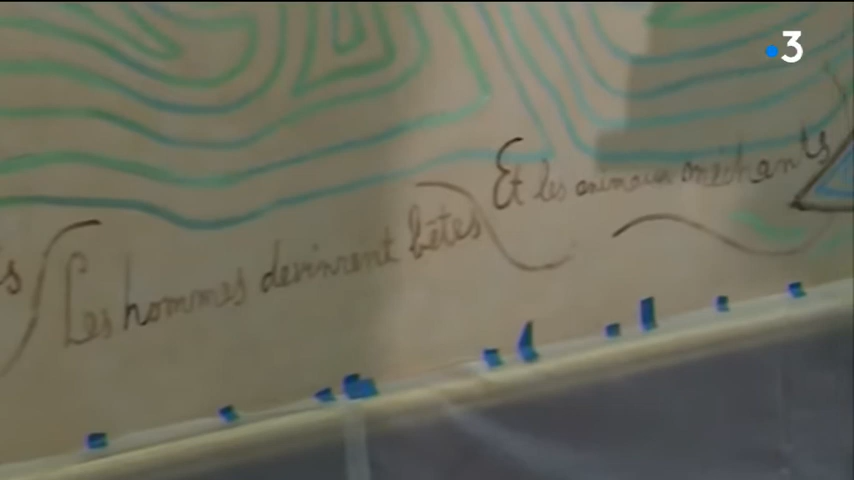 3
s
Les hommes devinrent bêtes
Et les animaux méchants